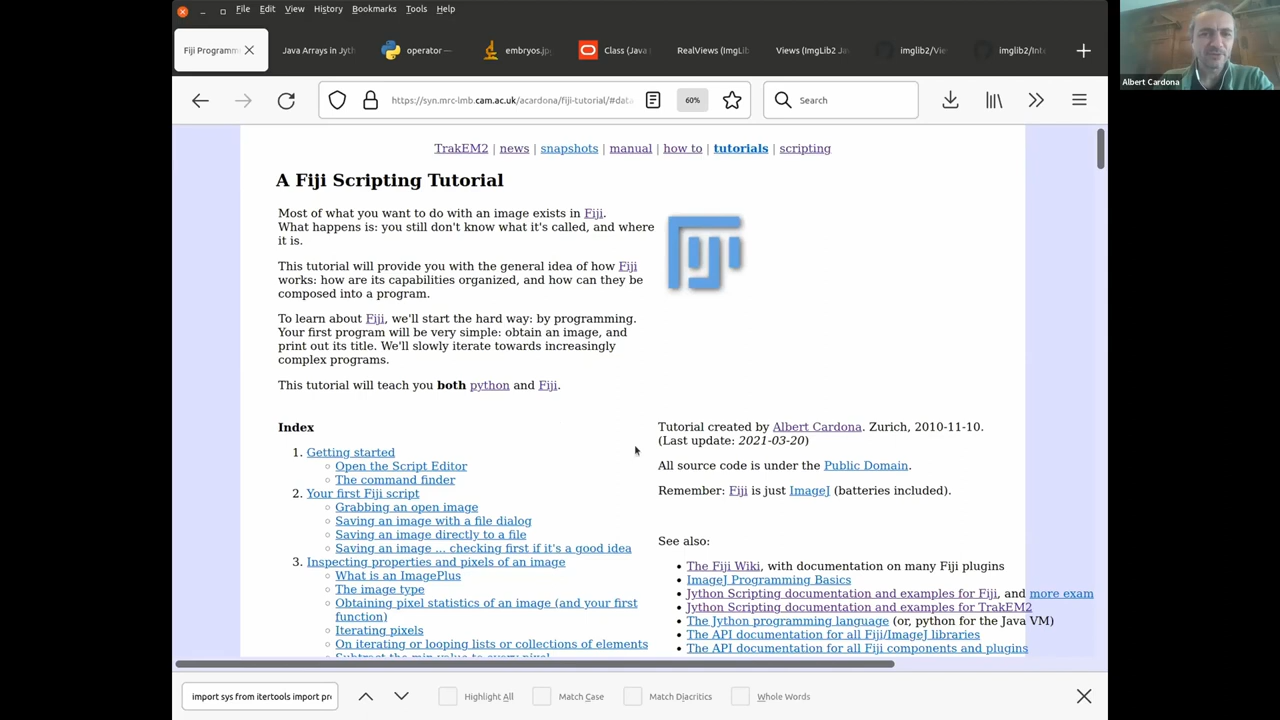 File Edit View History Bookmarks Tools Help
Fiji Programm
Java Arrays in Jyth
operator —
embryos.jp
Class (Java
RealViews (ImgLib
Views (ImgLib2 Ja
imglib2/Vie
imglib2/Int
https://syn.mrc-lmb.cam.ac.uk/acardona/fiji-tutorial/#data
60%
Search
Albert Cardona
TrakEM2 | news | snapshots | manual | how to | tutorials | scripting
A Fiji Scripting Tutorial
Most of what you want to do with an image exists in Fiji.
What happens is: you still don't know what it's called, and where
it is.
This tutorial will provide you with the general idea of how Fiji
works: how are its capabilities organized, and how can they be
composed into a program.
To learn about Fiji, we'll start the hard way: by programming.
Your first program will be very simple: obtain an image, and
print out its title. We'll slowly iterate towards increasingly
complex programs.
This tutorial will teach you both python and Fiji.
Index
1. Getting started
Open the Script Editor
The command finder
2. Your first Fiji script
Grabbing an open image
Saving an image with a file dialog
Saving an image directly to a file
Saving an image ... checking first if it's a good idea
3. Inspecting properties and pixels of an image
What is an ImagePlus
The image type
Obtaining pixel statistics of an image (and your first
function)
Iterating pixels
On iterating or looping lists or collections of elements
Subtract the min value to every pixel
Tutorial created by Albert Cardona. Zurich, 2010-11-10.
(Last update: 2021-03-20)
All source code is under the Public Domain.
Remember: Fiji is just ImageJ (batteries included).
See also:
The Fiji Wiki, with documentation on many Fiji plugins
ImageJ Programming Basics
Jython Scripting documentation and examples for Fiji, and more exam
Jython Scripting documentation and examples for TrakEM2
The Jython programming language (or, python for the Java VM)
The API documentation for all Fiji/ImageJ libraries
The API documentation for all Fiji components and plugins
import sys from itertools import pr
Highlight All
Match Case
Match Diacritics
Whole Words